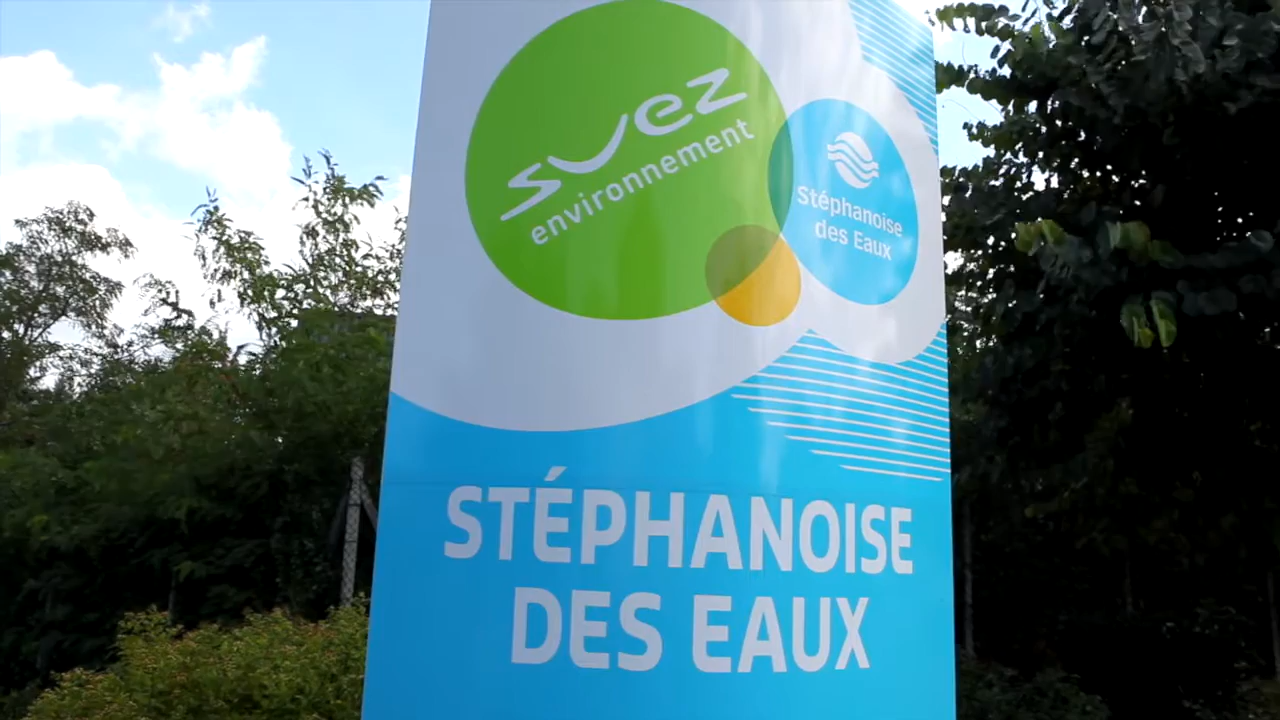 suez
environnement
Stéphanoise
des Eaux
STÉPHANOISE
DES EAUX